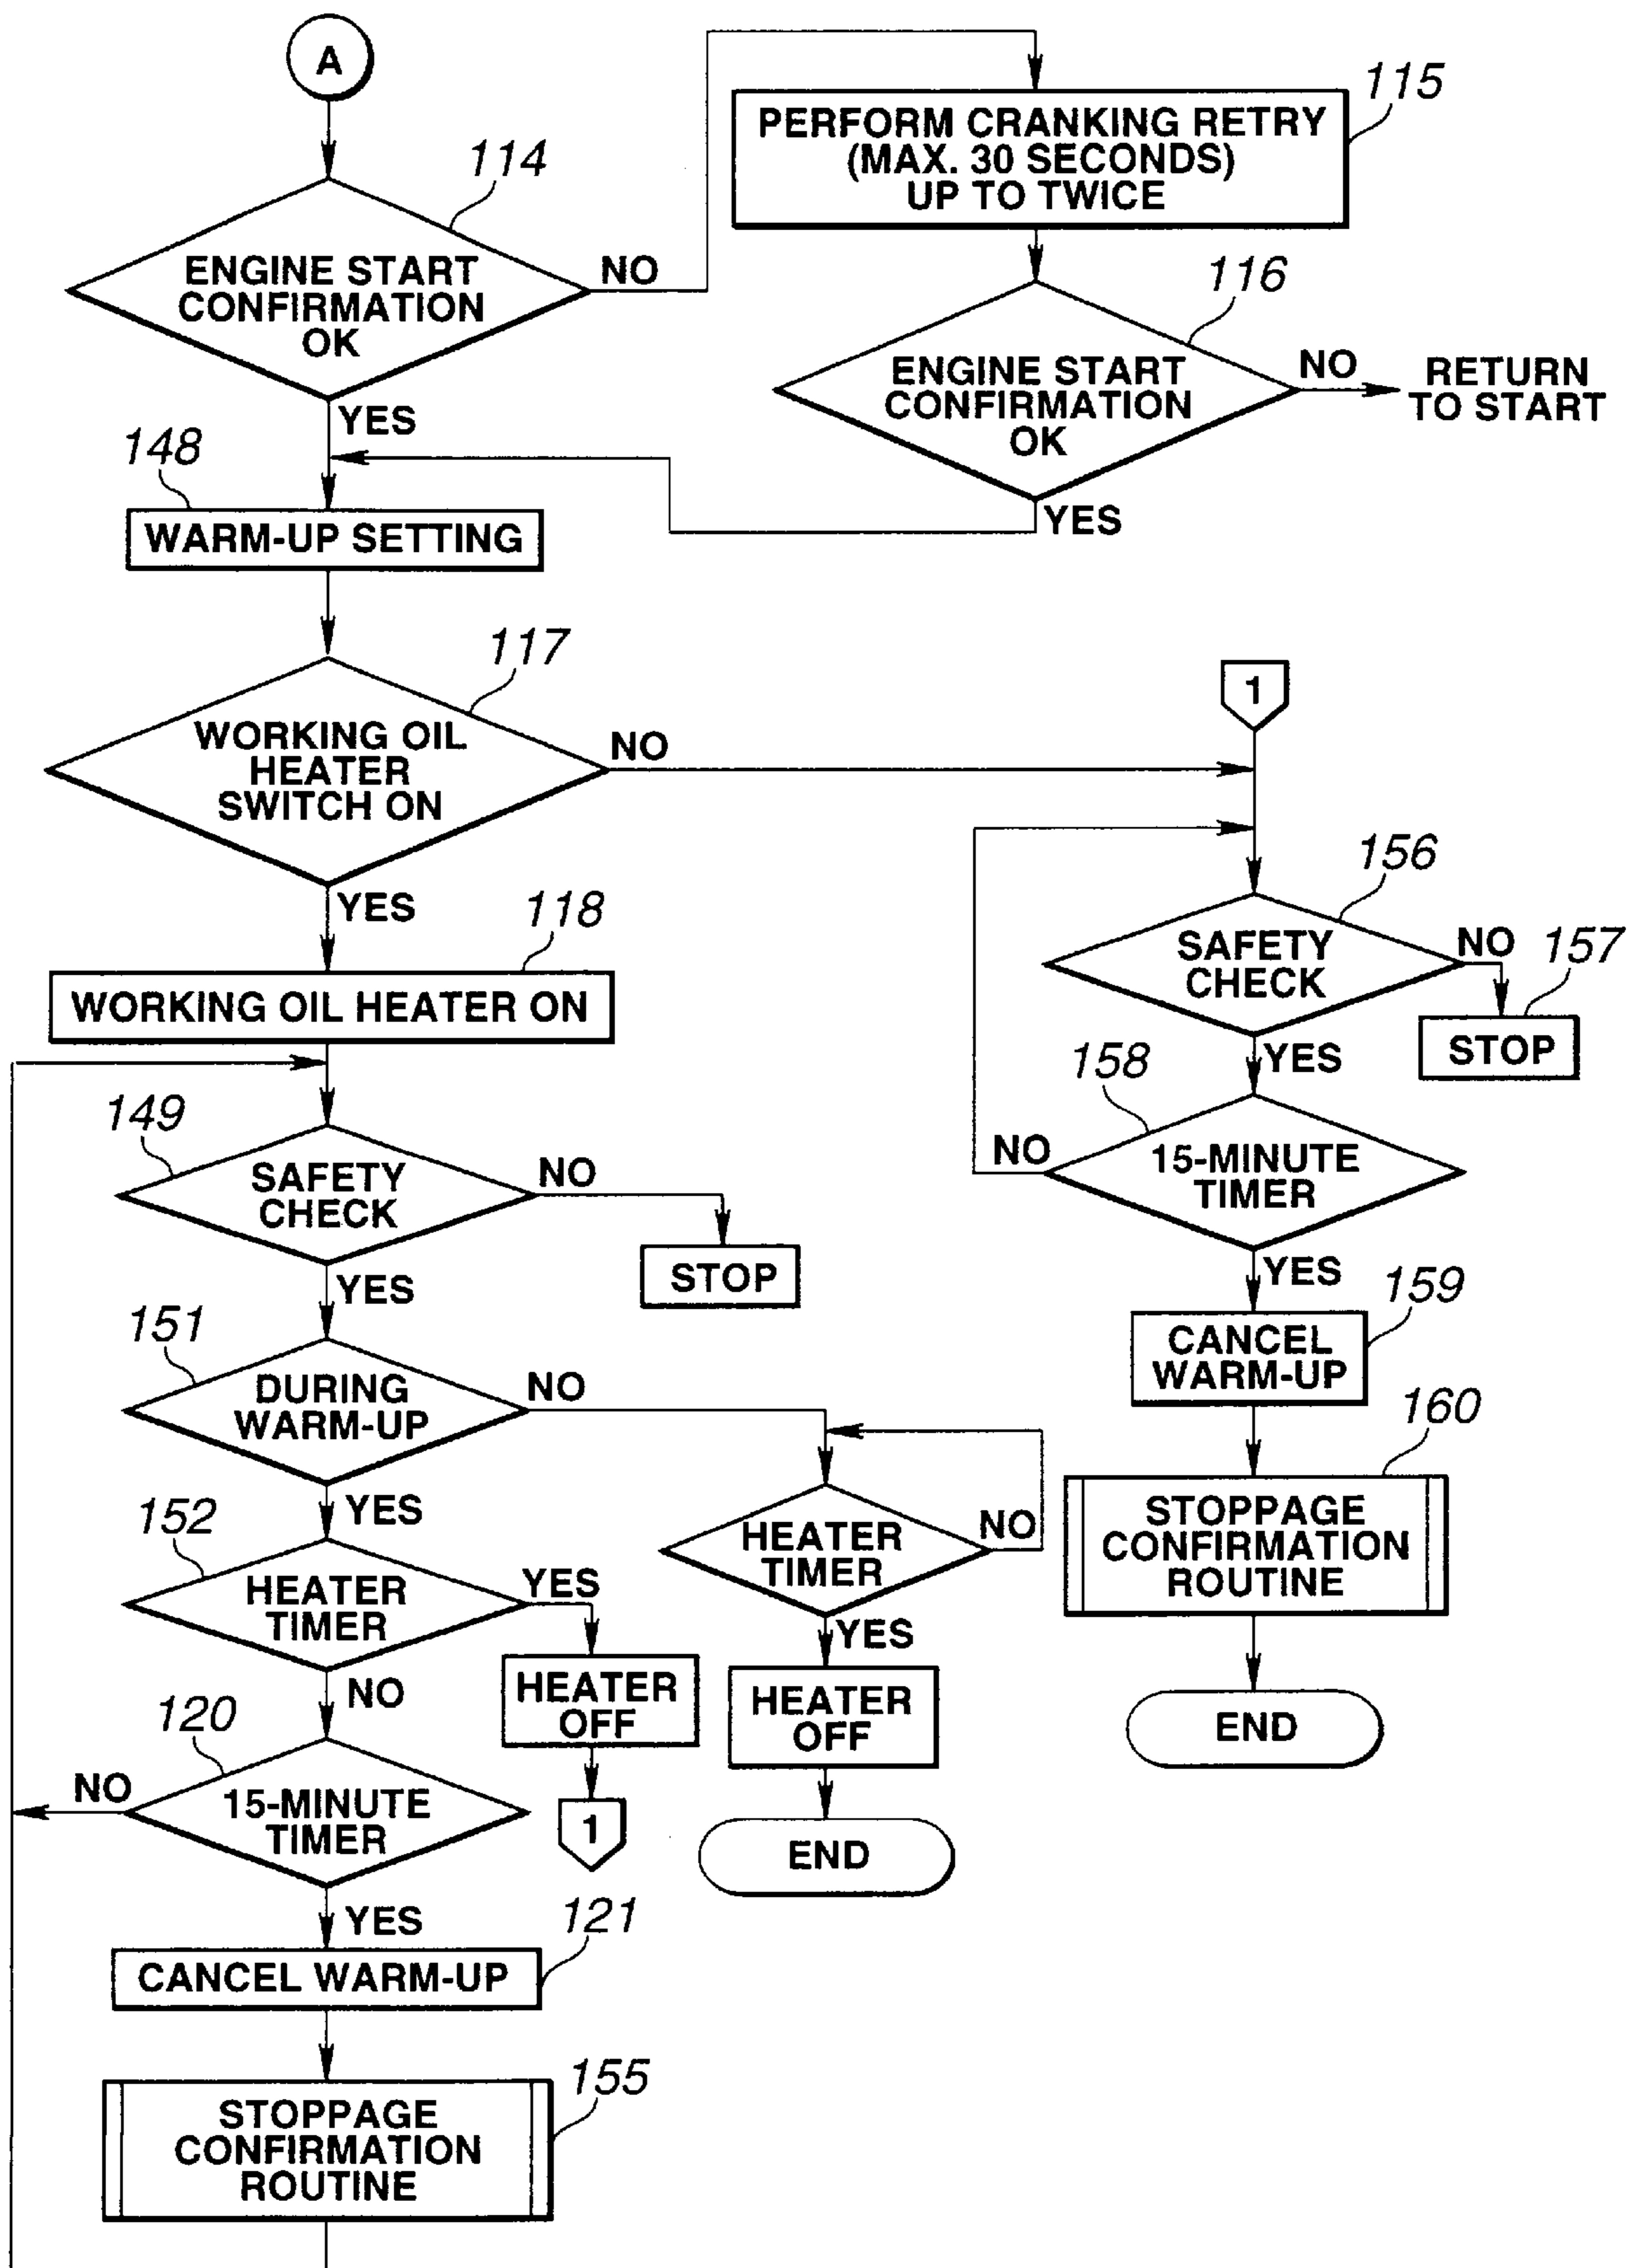 A
114
ENGINE START
CONFIRMATION
OK
NO
YES
PERFORM CRANKING RETRY
(MAX. 30 SECONDS)
UP TO TWICE
115
116
ENGINE START
CONFIRMATION
OK
NO
RETURN
TO START
YES
148
WARM-UP SETTING
117
WORKING OIL
HEATER
SWITCH ON
NO
YES
118
WORKING OIL HEATER ON
149
SAFETY
CHECK
NO
STOP
YES
151
DURING
WARM-UP
NO
YES
152
HEATER
TIMER
YES
HEATER
OFF
1
NO
120
15-MINUTE
TIMER
NO
YES
121
CANCEL WARM-UP
155
STOPPAGE
CONFIRMATION
ROUTINE
HEATER
TIMER
NO
YES
HEATER
OFF
END
1
156
SAFETY
CHECK
NO
157
STOP
YES
158
15-MINUTE
TIMER
NO
YES
159
CANCEL
WARM-UP
160
STOPPAGE
CONFIRMATION
ROUTINE
END